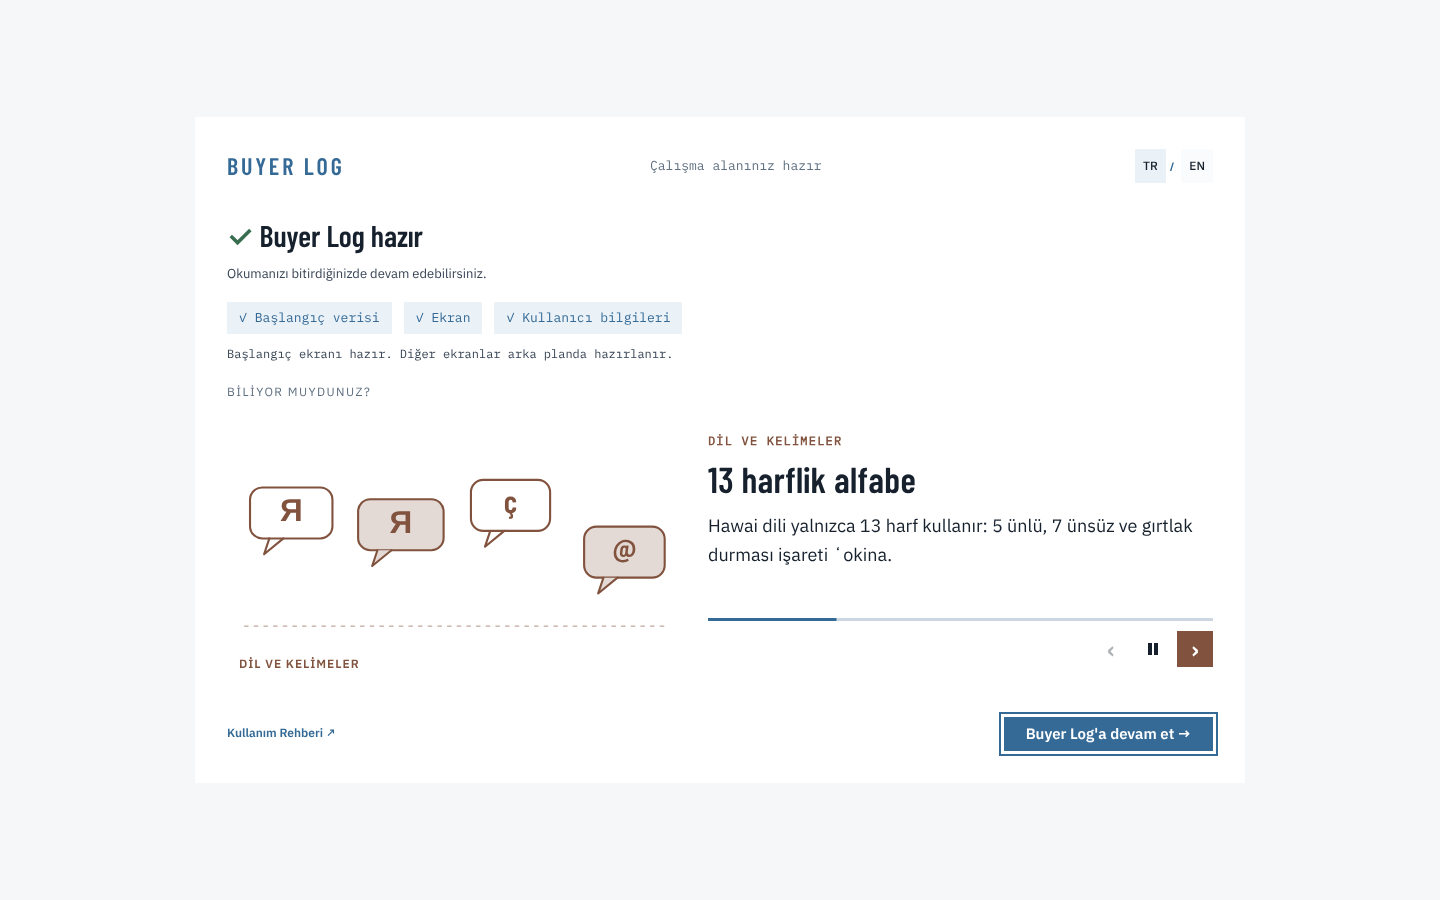 BUYER LOG
Çalışma alanınız hazır
TR / EN
Buyer Log hazır
Okumanızı bitirdiğinizde devam edebilirsiniz.
√ Başlangıç verisi √ Ekran √ Kullanıcı bilgileri
Başlangıç ekranı hazır. Diğer ekranlar arka planda hazırlanır.
BİLİYOR MUYDUNUZ?
Я
Я
Ç
@
DİL VE KELİMELER
DİL VE KELİMELER
13 harflik alfabe
Hawai dili yalnızca 13 harf kullanır: 5 ünlü, 7 ünsüz ve gırtlak
durması işareti ʻokina.
‹ ›
Kullanım Rehberi ↗
Buyer Log'a devam et →